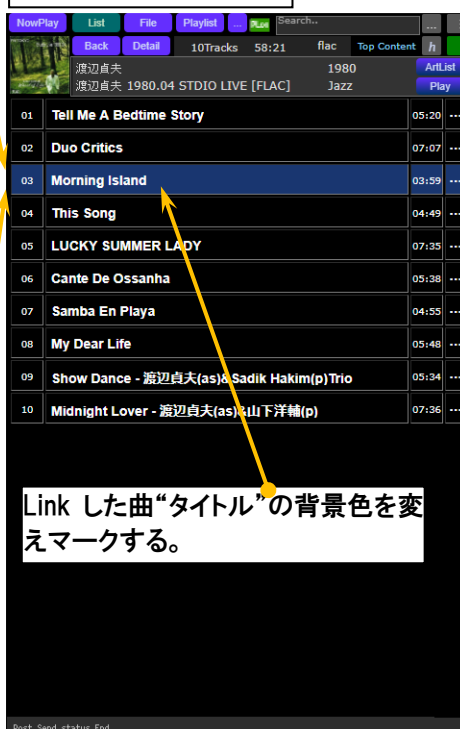 NowPlay List File Playlist ... Search.. ...
Back Detail 10Tracks 58:21 flac Top Content h
渡辺貞夫 1980 ArtList
渡辺貞夫 1980.04 STDIO LIVE [FLAC] Jazz Play
01 Tell Me A Bedtime Story 05:20 ...
02 Duo Critics 07:07 ...
03 Morning Island 03:59 ...
04 This Song 04:49 ...
05 LUCKY SUMMER LADY 07:35 ...
06 Cante De Ossanha 05:38 ...
07 Samba En Playa 04:55 ...
08 My Dear Life 05:48 ...
09 Show Dance - 渡辺貞夫(as)&Sadik Hakim(p)Trio 05:34 ...
10 Midnight Lover - 渡辺貞夫(as)&山下洋輔(p) 07:36 ...
Link した曲“タイトル”の背景色を変
えマークする。
Post Send status End